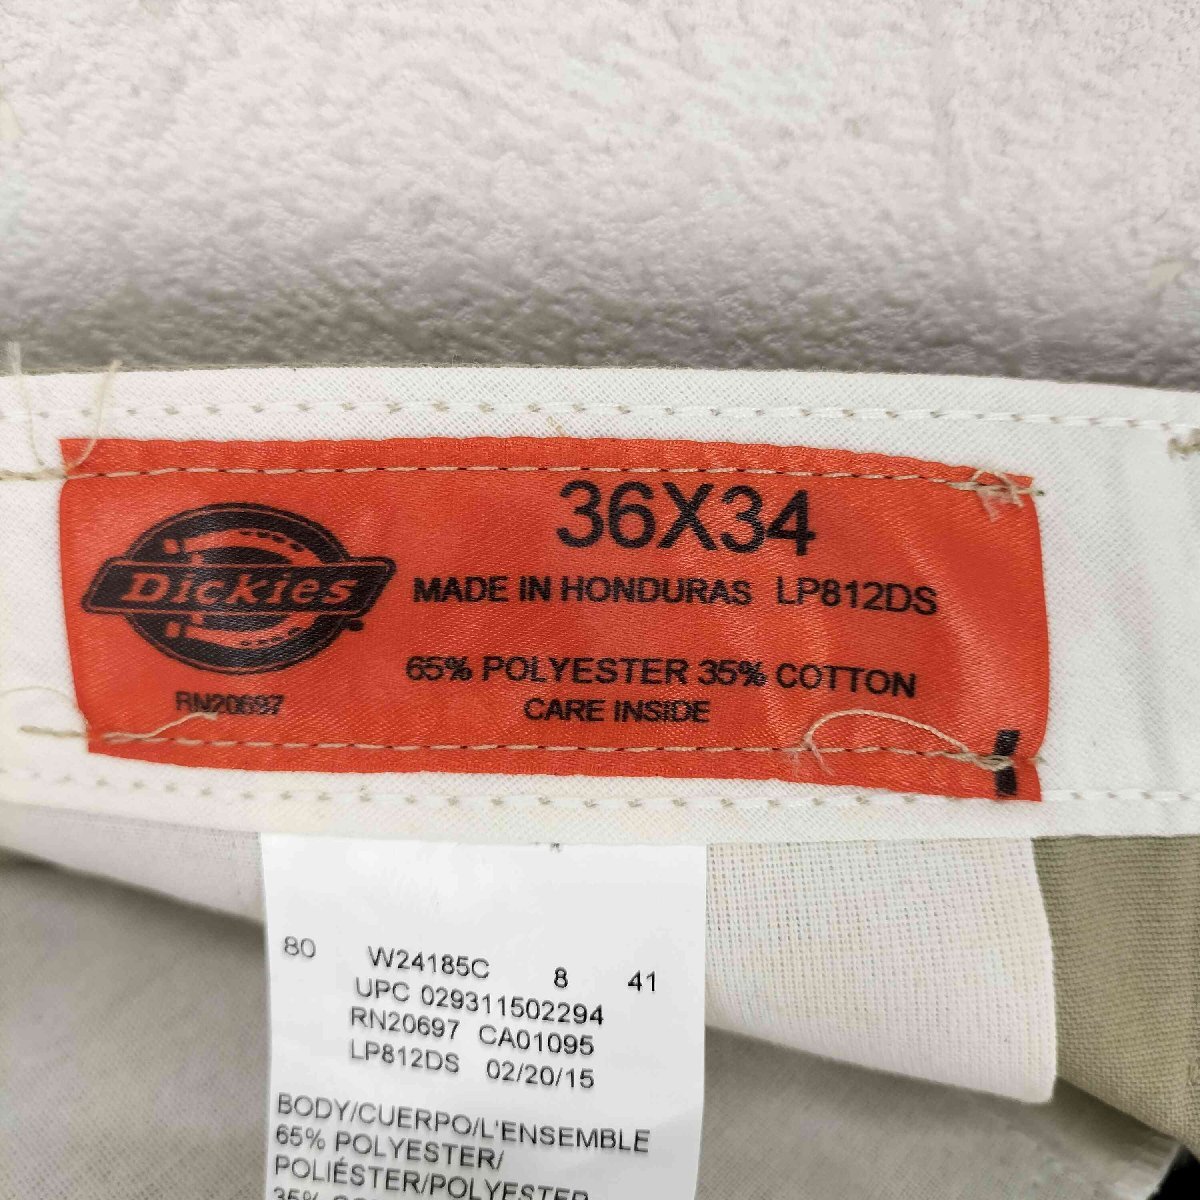 36X34
Dickies
MADE IN HONDURAS LP812DS
65% POLYESTER 35% COTTON
RN20697
CARE INSIDE
80 W24185C 8 41
UPC 029311502294
RN20697 CA01095
LP812DS 02/20/15
BODY/CUERPO/L'ENSEMBLE
65% POLYESTER/
POLIÉSTER/POLYESTER
35%